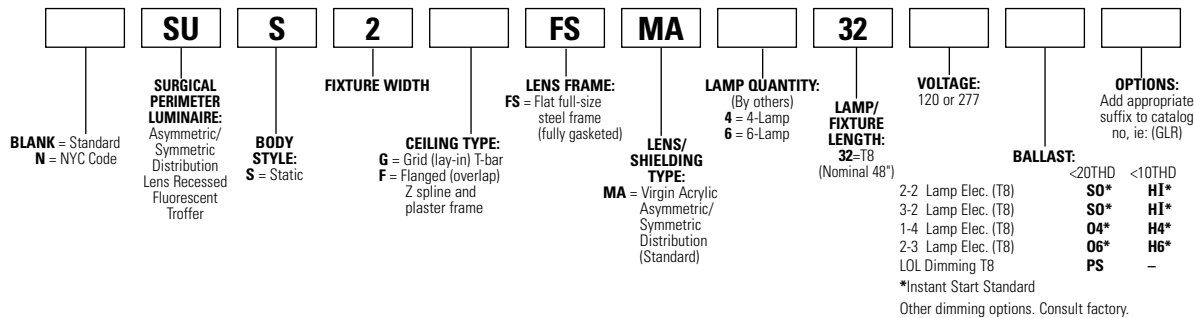 SU S 2 FS MA 32
BLANK = Standard
N = NYC Code
SURGICAL
PERIMETER
LUMINAIRE:
Asymmetric/
Symmetric
Distribution
Lens Recessed
Fluorescent
Troffer
BODY
STYLE:
S = Static
FIXTURE WIDTH
CEILING TYPE:
G = Grid (lay-in) T-bar
F = Flanged (overlap)
Z spline and
plaster frame
LENS FRAME:
FS = Flat full-size
steel frame
(fully gasketed)
LENS/
SHIELDING
TYPE:
MA = Virgin Acrylic
Asymmetric/
Symmetric
Distribution
(Standard)
LAMP QUANTITY:
(By others)
4 = 4-Lamp
6 = 6-Lamp
LAMP/
FIXTURE
LENGTH:
32=T8
(Nominal 48")
VOLTAGE:
120 or 277
BALLAST:
<20THD <10THD
2-2 Lamp Elec. (T8) SO* HI*
3-2 Lamp Elec. (T8) SO* HI*
1-4 Lamp Elec. (T8) O4* H4*
2-3 Lamp Elec. (T8) O6* H6*
LOL Dimming T8 PS –
*Instant Start Standard
Other dimming options. Consult factory.
OPTIONS:
Add appropriate
suffix to catalog
no, ie: (GLR)